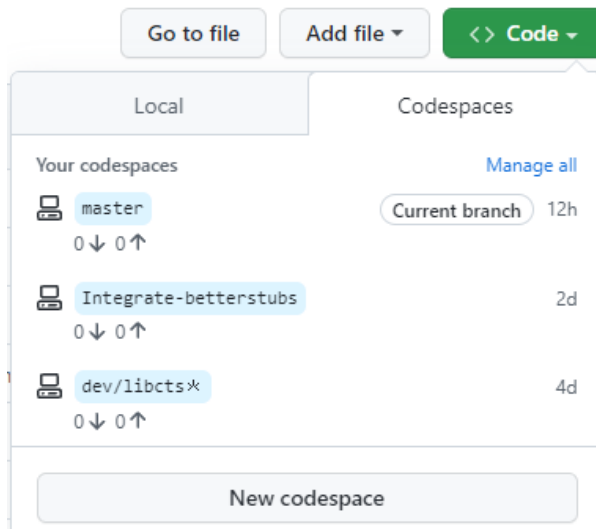 Go to file Add file <> Code
Local Codespaces
Your codespaces Manage all
master Current branch 12h
0↓ 0↑
Integrate-betterstubs 2d
0↓ 0↑
dev/libcts* 4d
0↓ 0↑
New codespace